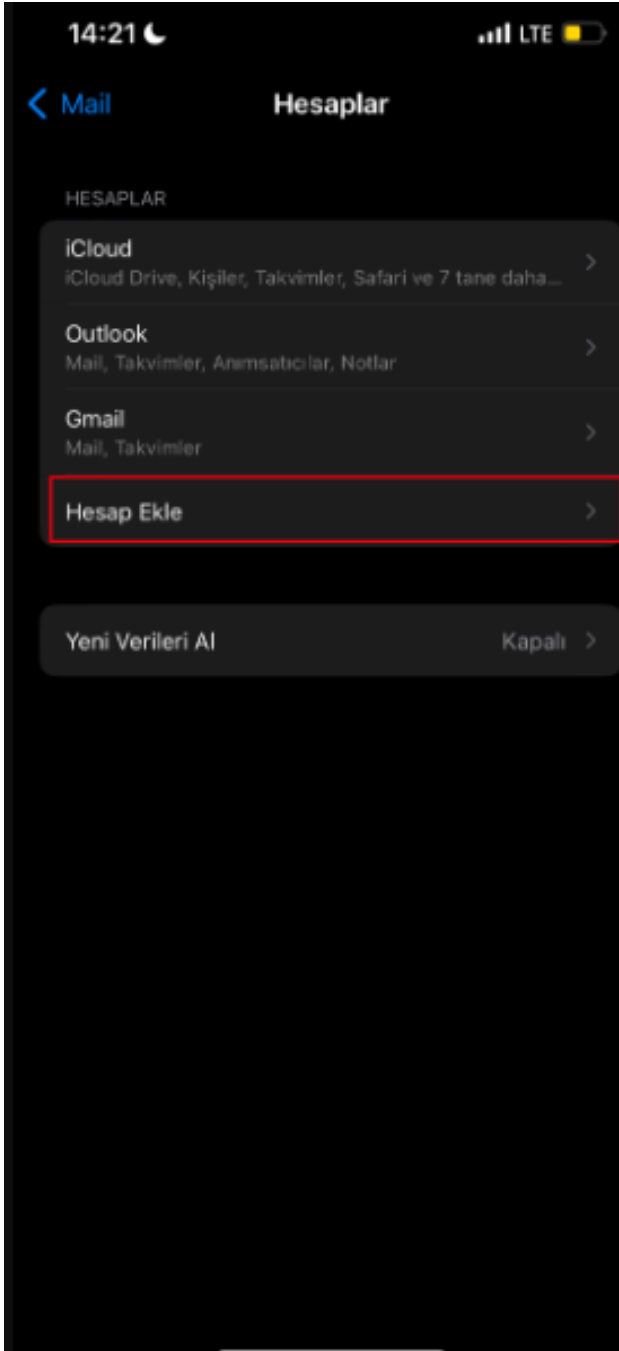 14:21
LTE
Mail
Hesaplar
HESAPLAR
iCloud
iCloud Drive, Kişiler, Takvimler, Safari ve 7 tane daha...
Outlook
Mail, Takvimler, Anımsatıcılar, Notlar
Gmail
Mail, Takvimler
Hesap Ekle
Yeni Verileri Al
Kapalı